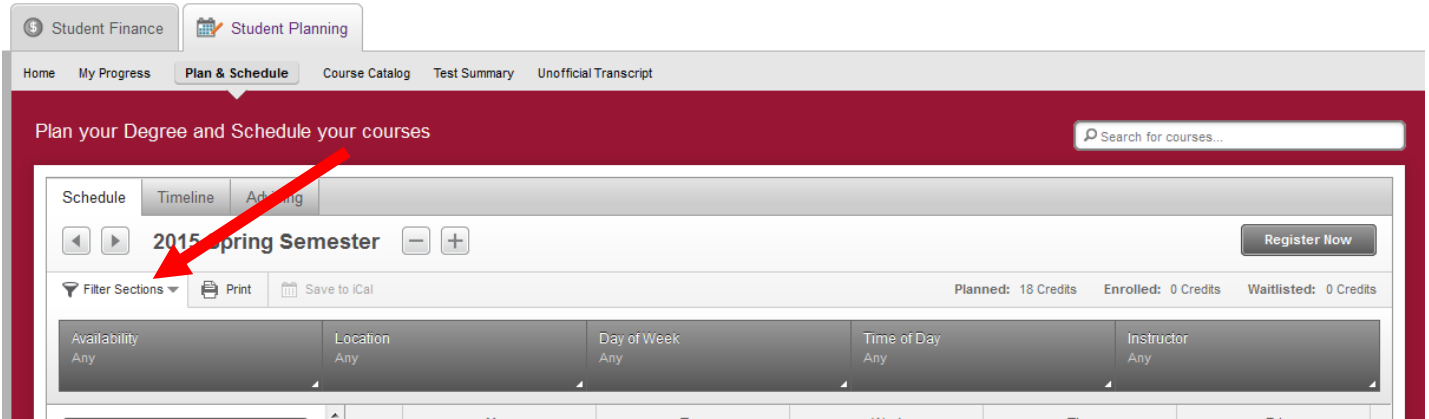 Student Finance
Student Planning
Home My Progress Plan & Schedule Course Catalog Test Summary Unofficial Transcript
Plan your Degree and Schedule your courses
Search for courses...
Schedule Timeline Advising
2015 Spring Semester
Register Now
Filter Sections Print Save to iCal
Planned: 18 Credits Enrolled: 0 Credits Waitlisted: 0 Credits
Availability
Any
Location
Any
Day of Week
Any
Time of Day
Any
Instructor
Any